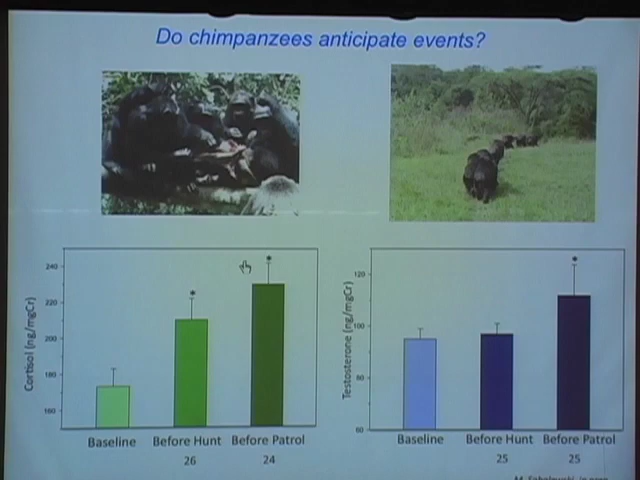 Do chimpanzees anticipate events?
Cortisol (ng/mgCr)
240
220
200
180
160
*
*
Baseline
Before Hunt
Before Patrol
26
24
Testosterone (ng/mgCr)
120
100
80
60
*
Baseline
Before Hunt
Before Patrol
25
25